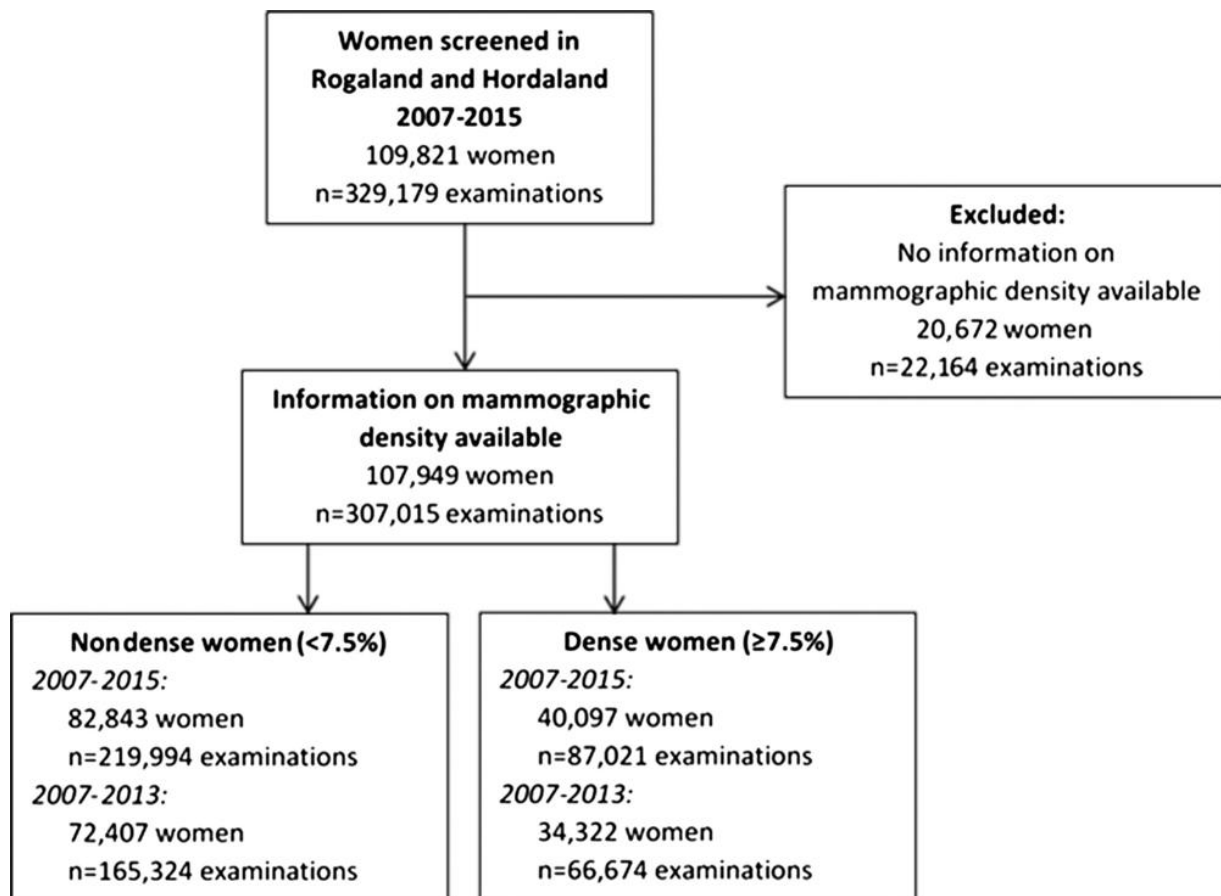 Women screened in
Rogaland and Hordaland
2007-2015
109,821 women
n=329,179 examinations
Excluded:
No information on
mammographic density available
20,672 women
n=22,164 examinations
Information on mammographic
density available
107,949 women
n=307,015 examinations
Nondense women (<7.5%)
2007-2015:
82,843 women
n=219,994 examinations
2007-2013:
72,407 women
n=165,324 examinations
Dense women (≥7.5%)
2007-2015:
40,097 women
n=87,021 examinations
2007-2013:
34,322 women
n=66,674 examinations